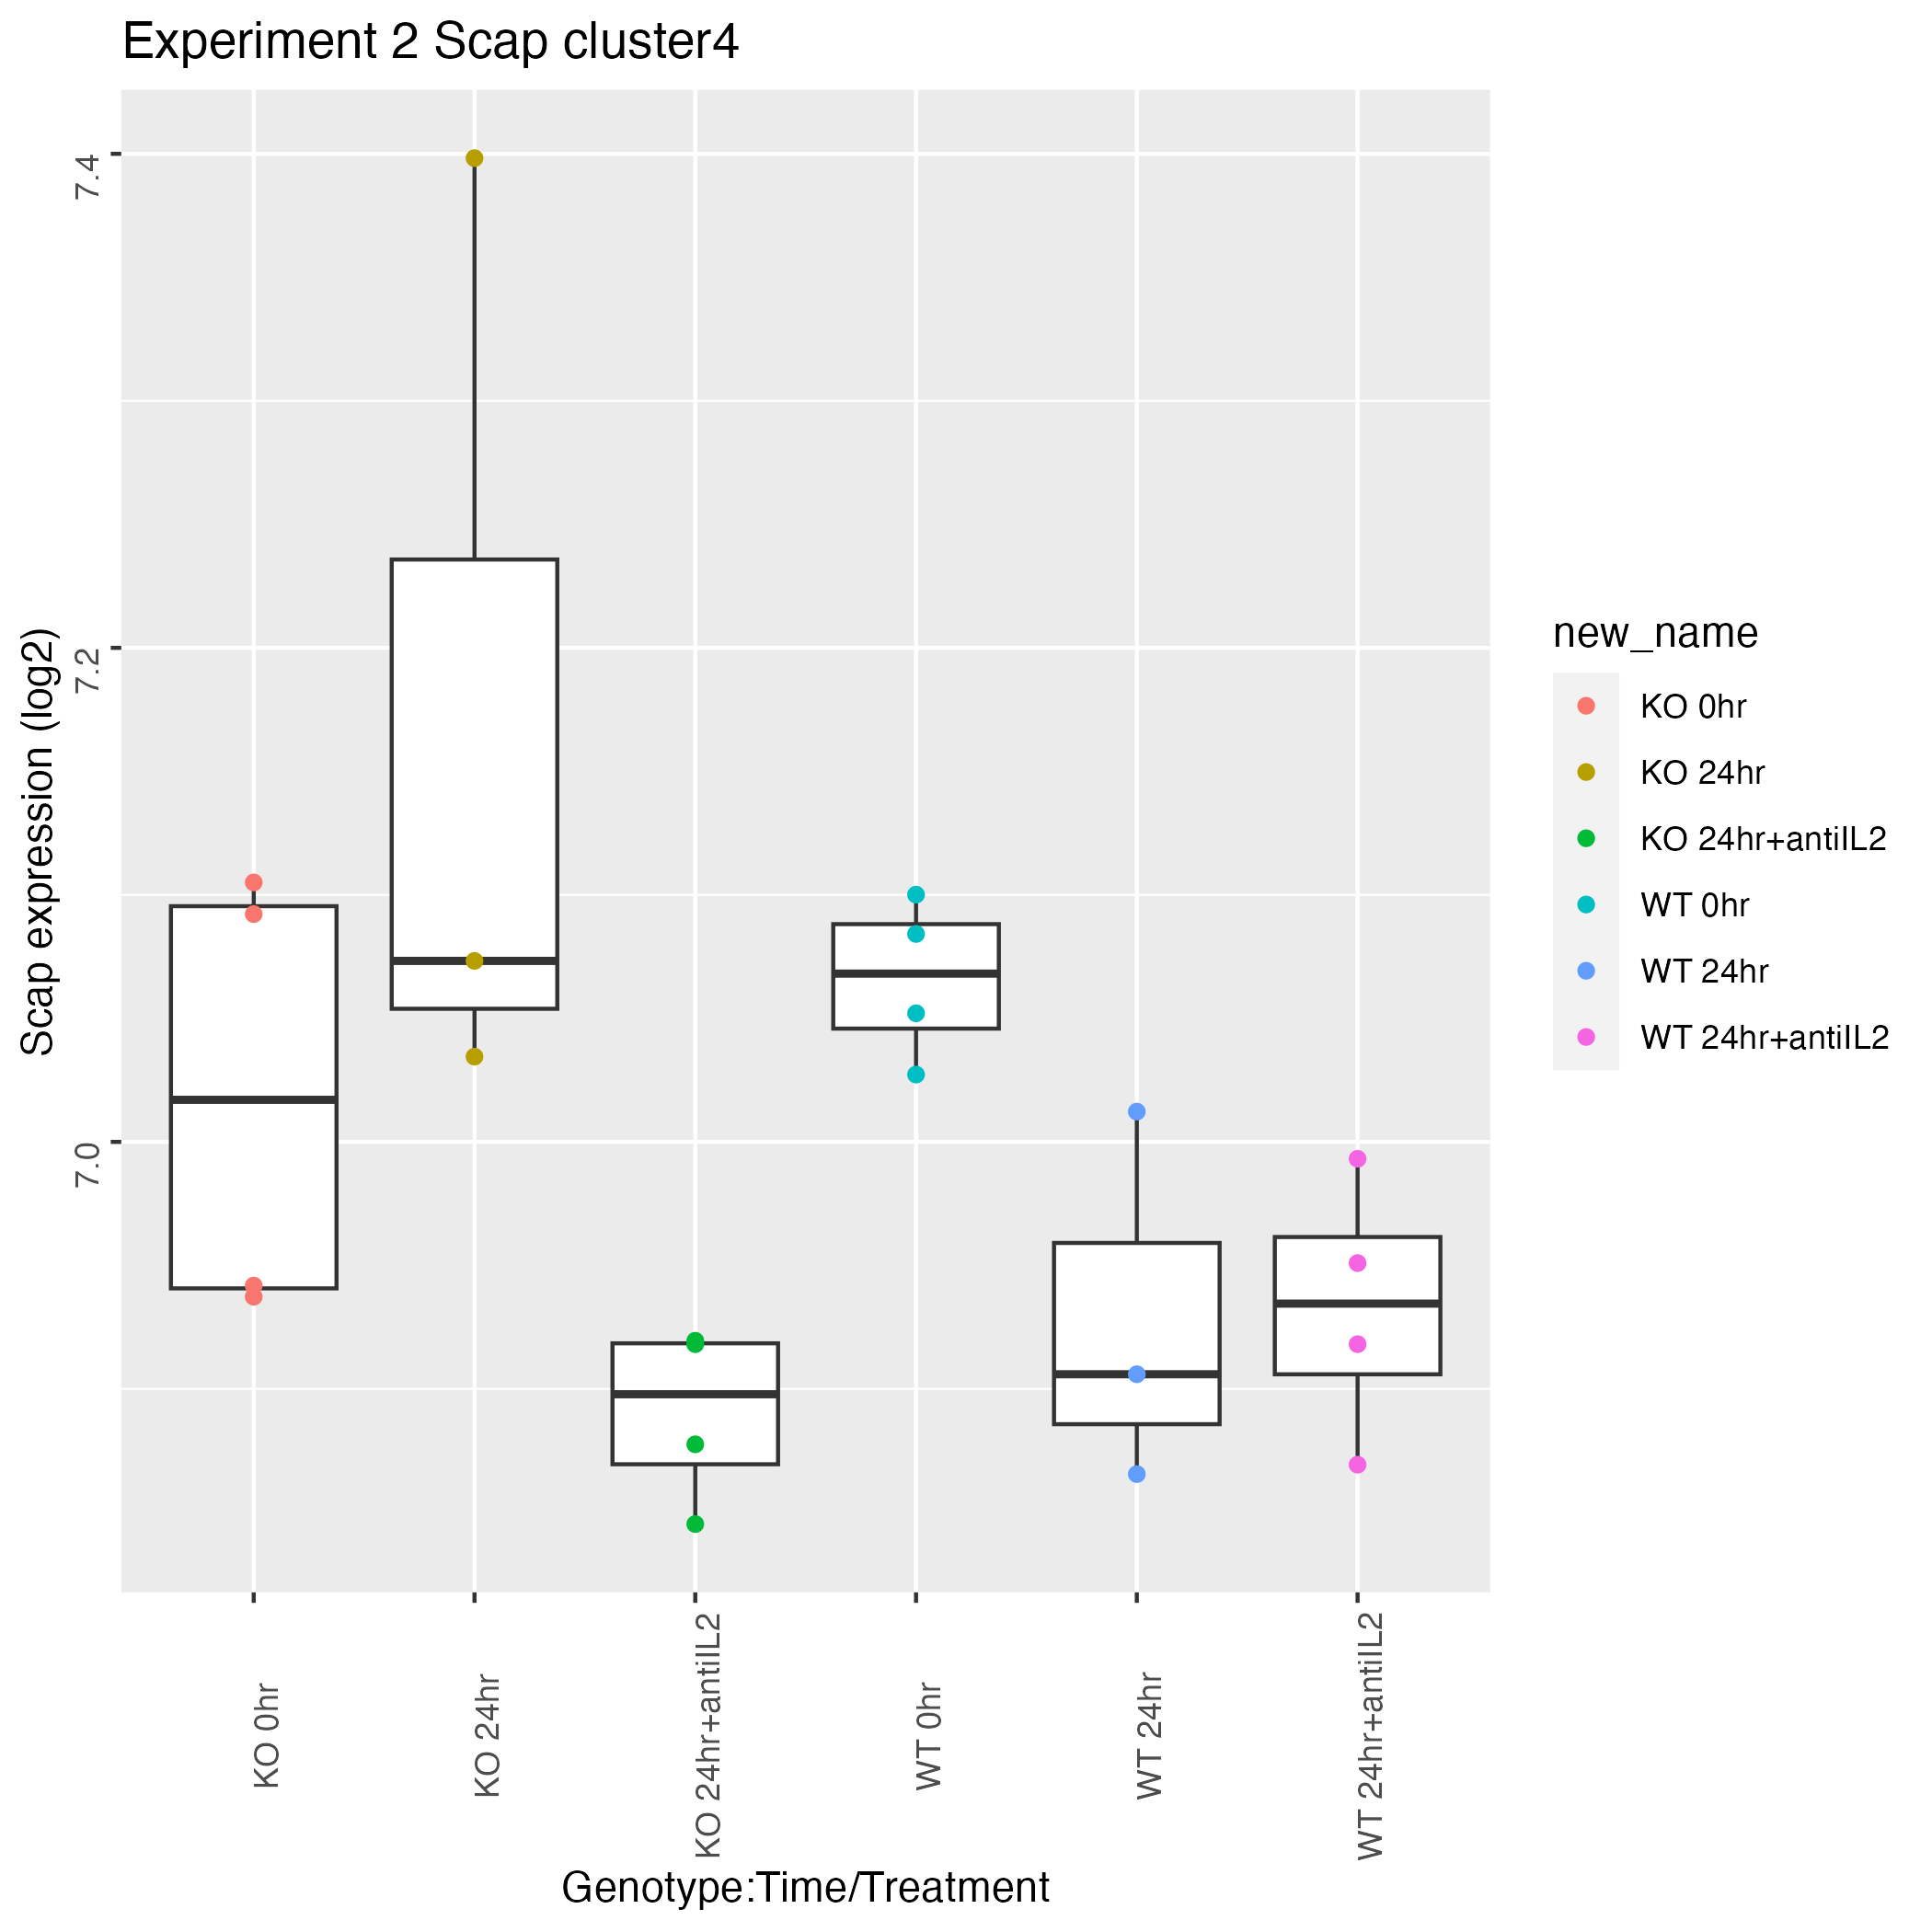 Experiment 2 Scap cluster4
Scap expression (log2)
7.4
7.2
7.0
KO 0hr
KO 24hr
KO 24hr+antiIL2
WT 0hr
WT 24hr
WT 24hr+antiIL2
Genotype:Time/Treatment
new_name
KO 0hr
KO 24hr
KO 24hr+antiIL2
WT 0hr
WT 24hr
WT 24hr+antiIL2